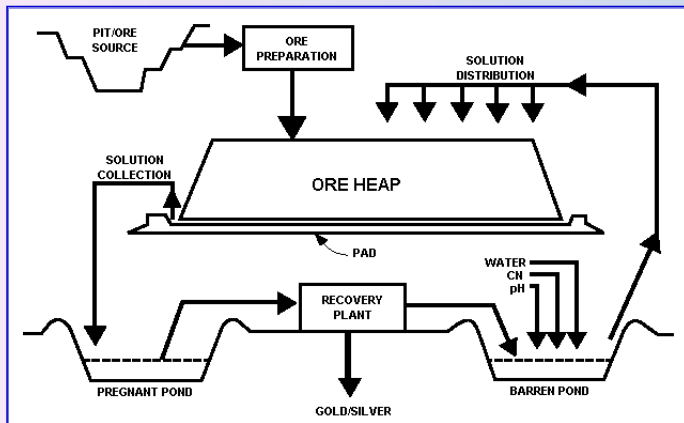 PIT/ORE
SOURCE
ORE
PREPARATION
SOLUTION
DISTRIBUTION
SOLUTION
COLLECTION
ORE HEAP
PAD
WATER
CN
pH
RECOVERY
PLANT
PREGNANT POND
BARREN POND
GOLD/SILVER